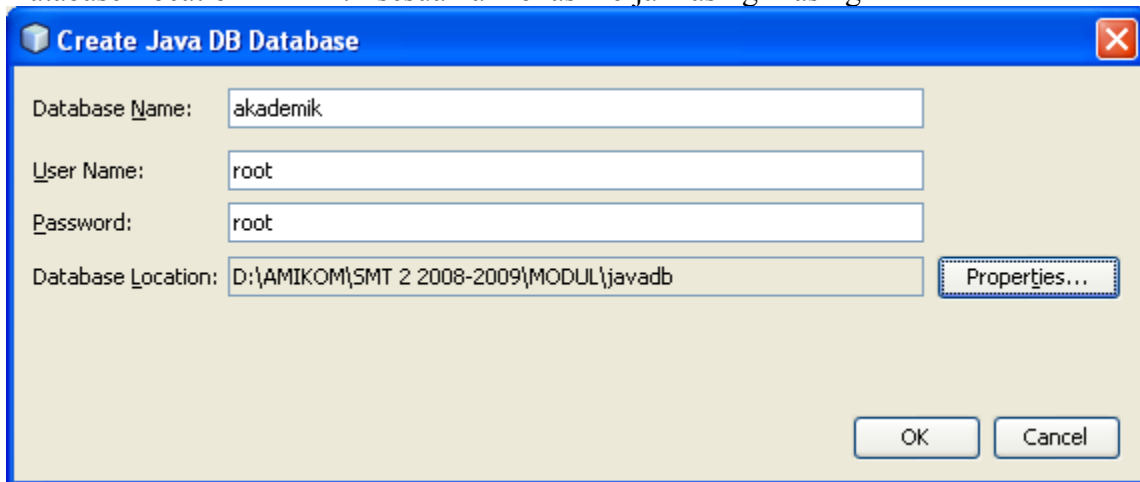 Create Java DB Database
Database Name: akademik
User Name: root
Password: root
Database Location: D:\AMIKOM\SMT 2 2008-2009\MODUL\javadb Properties...
OK Cancel